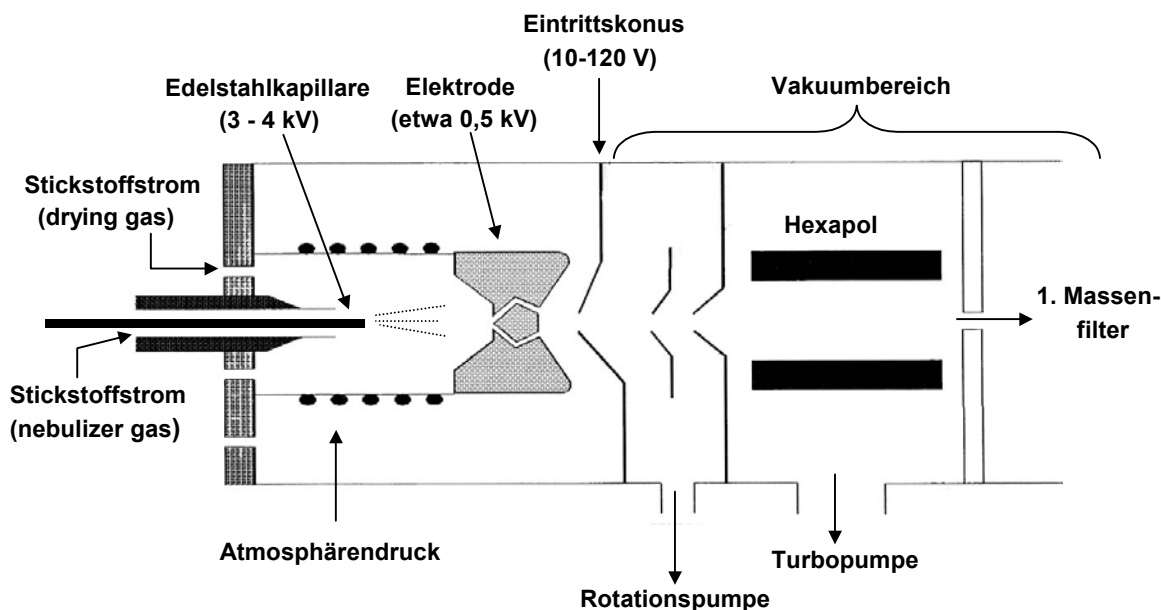 Eintrittskonus
(10-120 V)
Edelstahlkapillare
(3 - 4 kV)
Elektrode
(etwa 0,5 kV)
Vakuumbereich
Stickstoffstrom
(drying gas)
Hexapol
1. Massen-
filter
Stickstoffstrom
(nebulizer gas)
Atmosphärendruck
Turbopumpe
Rotationspumpe